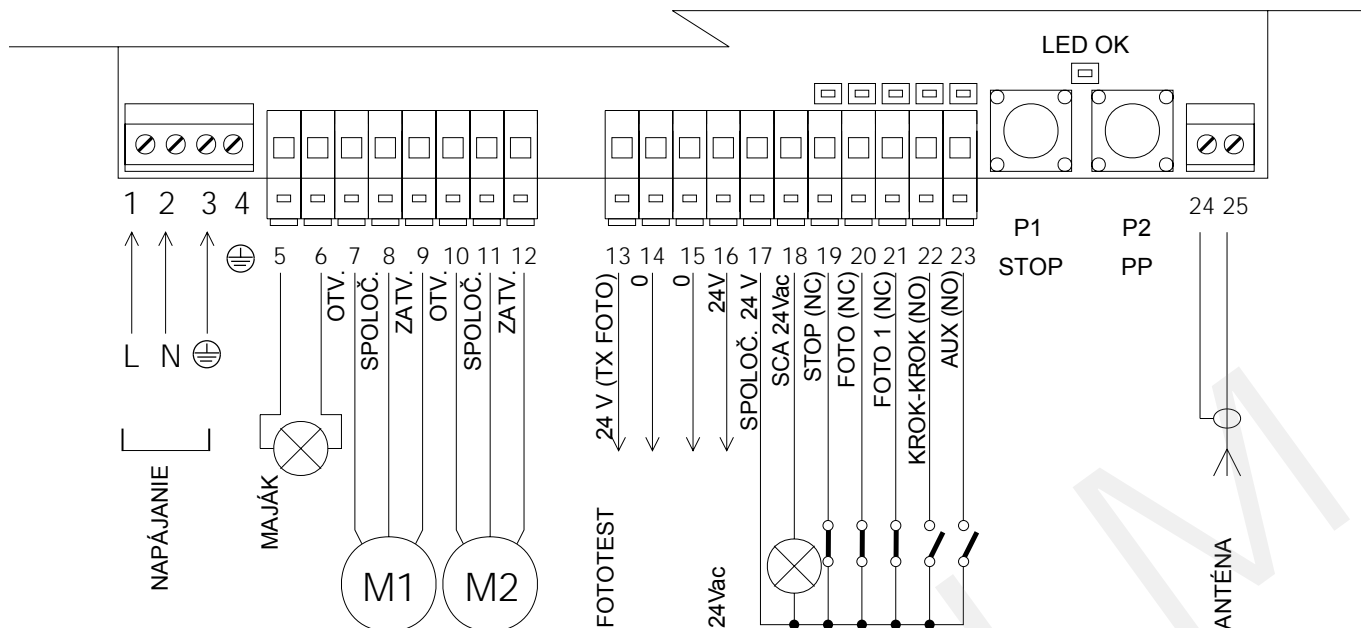 LED OK
1 2 3 4
24 25
P1
P2
STOP
PP
5 6 7 8 9 10 11 12
13 14 15 16 17 18 19 20 21 22 23
L N
OTV.
SPOLOČ.
ZATV.
OTV.
SPOLOČ.
ZATV.
24 V (TX FOTO)
0
0
24V
SPOLOČ. 24 V
SCA 24Vac
STOP (NC)
FOTO (NC)
FOTO 1 (NC)
KROK-KROK (NO)
AUX (NO)
NAPÁJANIE
MAJÁK
M1
M2
FOTOTEST
24Vac
ANTÉNA